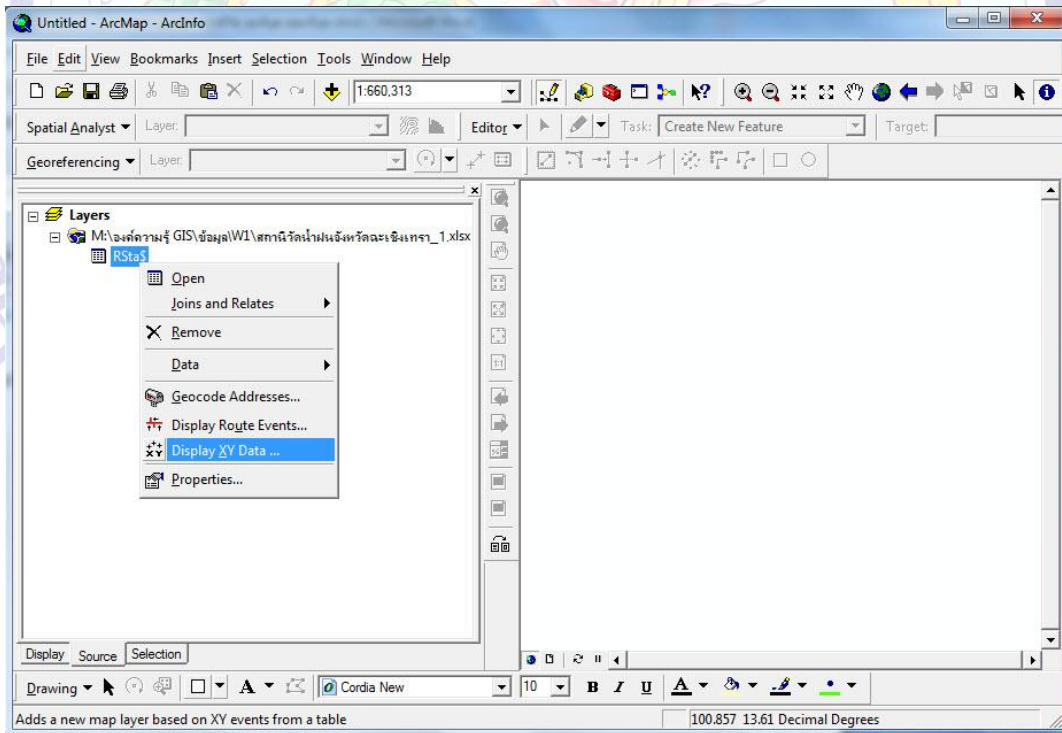 Untitled - ArcMap - ArcInfo
File Edit View Bookmarks Insert Selection Tools Window Help
1:660,313
Spatial Analyst Layer: Editor Task: Create New Feature Target:
Georeferencing Layer:
Layers
M:\องค์ความรู้ GIS\ข้อมูล\W1\สถานีวัดน้ำฝนจังหวัดฉะเชิงเทรา_1.xlsx
RSta$
Open
Joins and Relates
Remove
Data
Geocode Addresses...
Display Route Events...
Display XY Data ...
Properties...
1:1
Display Source Selection
Drawing A Cordia New 10 B I U A
Adds a new map layer based on XY events from a table 100.857 13.61 Decimal Degrees